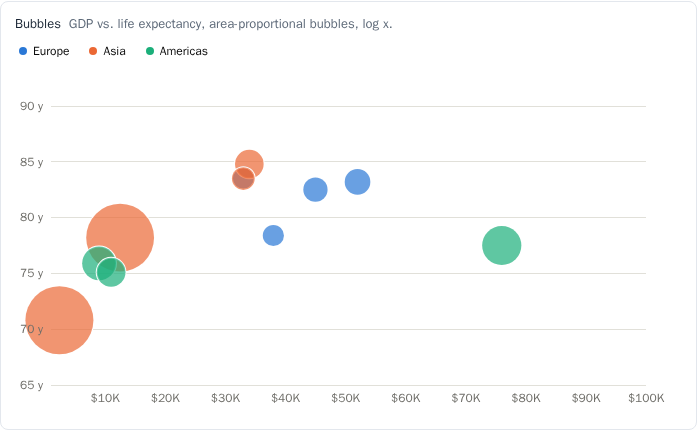 Bubbles GDP vs. life expectancy, area-proportional bubbles, log x.
Europe Asia Americas
90 y
85 y
80 y
75 y
70 y
65 y
$10K $20K $30K $40K $50K $60K $70K $80K $90K $100K